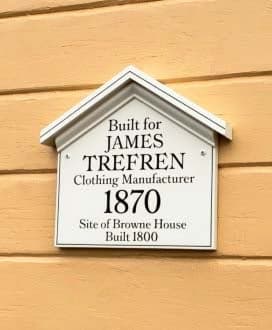 Built for
JAMES
TREFREN
Clothing Manufacturer
1870
Site of Browne House
Built 1800